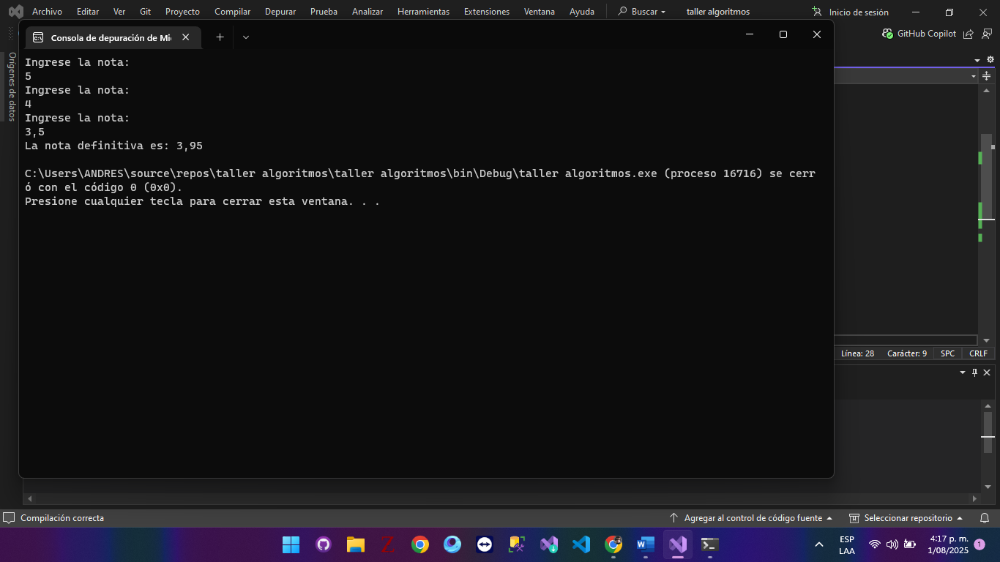 Archivo Editar Ver Git Proyecto Compilar Depurar Prueba Analizar Herramientas Extensiones Ventana Ayuda Buscar taller algoritmos Inicio de sesión
GitHub Copilot
Consola de depuración de Mi
Orígenes de datos
Ingrese la nota:
5
Ingrese la nota:
4
Ingrese la nota:
3,5
La nota definitiva es: 3,95
C:\Users\ANDRES\source\repos\taller algoritmos\taller algoritmos\bin\Debug\taller algoritmos.exe (proceso 16716) se cerr
ó con el código 0 (0x0).
Presione cualquier tecla para cerrar esta ventana. . .
Línea: 28 Carácter: 9 SPC CRLF
Compilación correcta Agregar al control de código fuente Seleccionar repositorio
ESP 4:17 p. m.
LAA 1/08/2025 1